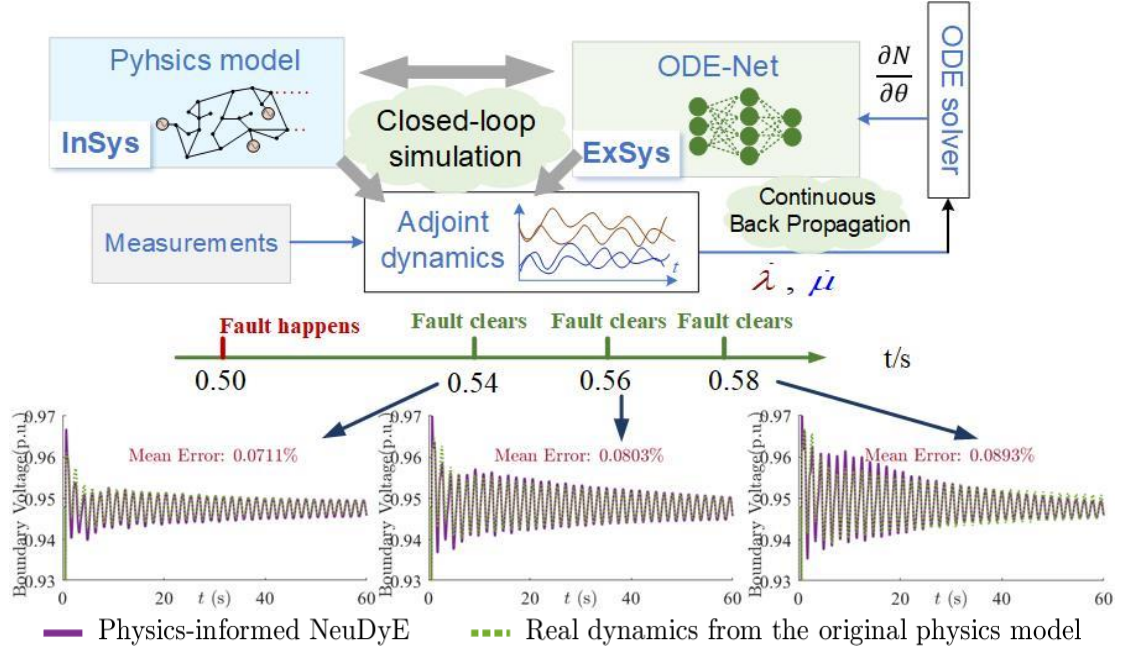 Pyhsics model
InSys
Closed-loop
simulation
ODE-Net
ExSys
∂N
∂θ
ODE solver
Measurements
Adjoint
dynamics
t
Continuous
Back Propagation
λ̇ , μ̇
Fault happens
Fault clears
Fault clears
Fault clears
0.50
0.54
0.56
0.58
t/s
Boundary Voltage(p.u.)
0.97
0.96
0.95
0.94
0.93
Mean Error: 0.0711%
0 20 40 60
t (s)
Boundary Voltage(p.u.)
0.97
0.96
0.95
0.94
0.93
Mean Error: 0.0803%
0 20 40 60
t (s)
Boundary Voltage(p.u.)
0.97
0.96
0.95
0.94
0.93
Mean Error: 0.0893%
0 20 40 60
t (s)
Physics-informed NeuDyE
Real dynamics from the original physics model